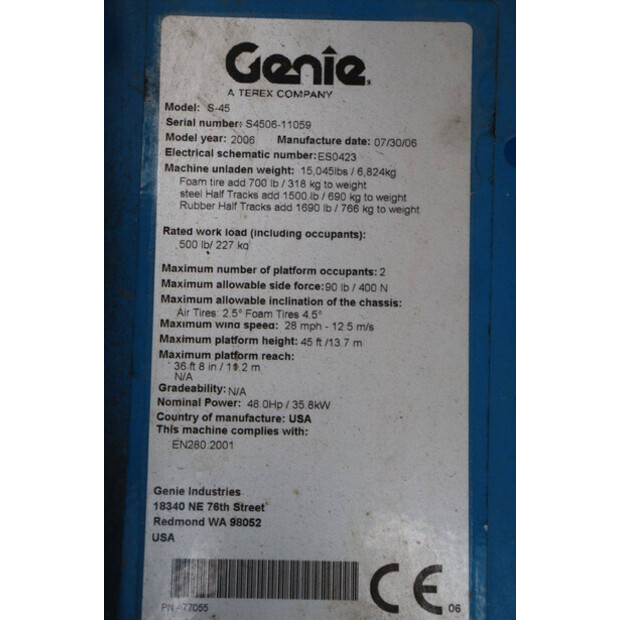 Genie.
A TEREX COMPANY
Model: S-45
Serial number: S4506-11059
Model year: 2006 Manufacture date: 07/30/06
Electrical schematic number:ES0423
Machine unladen weight: 15,045lbs / 6,824kg
Foam tire add 700 lb / 318 kg to weight
steel Half Tracks add 1500 lb / 690 kg to weight
Rubber Half Tracks add 1690 lb / 766 kg to weight
Rated work load (including occupants):
500 lb/ 227 kg
Maximum number of platform occupants: 2
Maximum allowable side force:90 lb / 400 N
Maximum allowable inclination of the chassis:
Air Tires: 2.5° Foam Tires 4.5°
Maximum wind speed: 28 mph - 12.5 m/s
Maximum platform height: 45 ft /13.7 m
Maximum platform reach:
36 ft 8 in / 11.2 m
N/A
Gradeability: N/A
Nominal Power: 48.0Hp / 35.8kW
Country of manufacture: USA
This machine complies with:
EN280:2001
Genie Industries
18340 NE 76th Street
Redmond WA 98052
USA
PN - 77055
CE 06